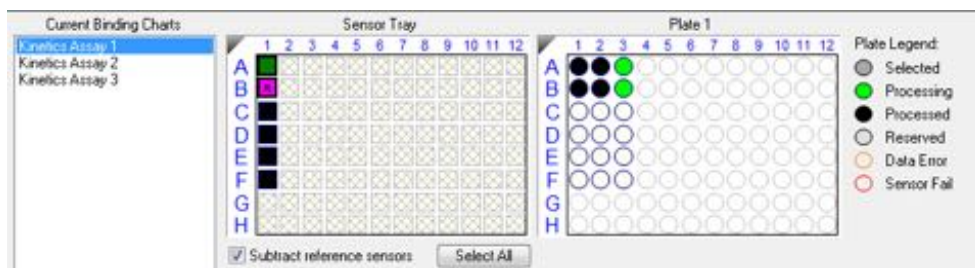 Current Binding Charts
Kinetics Assay 1
Kinetics Assay 2
Kinetics Assay 3
Sensor Tray
1 2 3 4 5 6 7 8 9 10 11 12
A
B
C
D
E
F
G
H
Subtract reference sensors
Select All
Plate 1
1 2 3 4 5 6 7 8 9 10 11 12
A
B
C
D
E
F
G
H
Plate Legend:
Selected
Processing
Processed
Reserved
Data Error
Sensor Fail